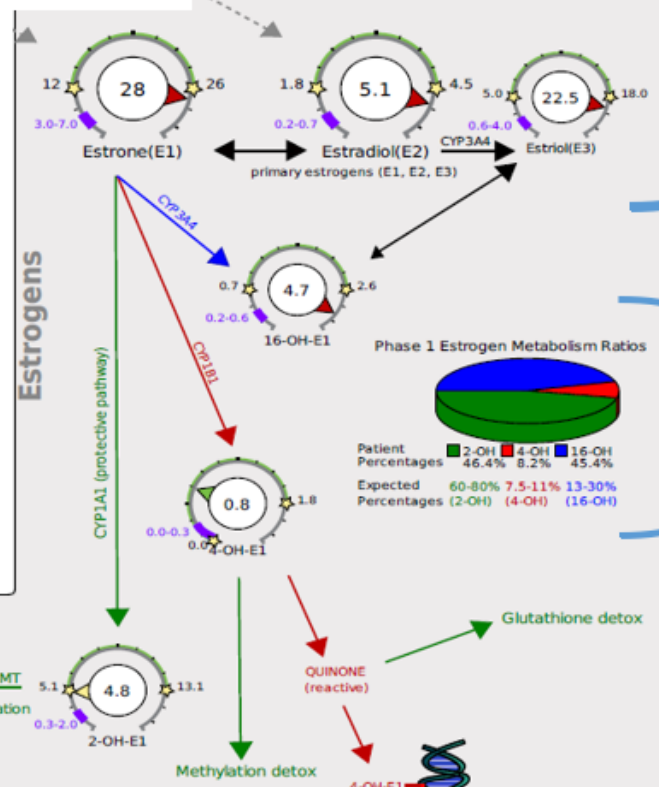 12
28
26
3.0-7.0
Estrone(E1)
1.8
5.1
4.5
0.2-0.7
Estradiol(E2)
CYP3A4
5.0
22.5
18.0
0.6-4.0
Estriol(E3)
primary estrogens (E1, E2, E3)
CYP3A4
0.7
4.7
2.6
0.2-0.6
16-OH-E1
Estrogens
CYP1B1
CYP1A1 (protective pathway)
Phase 1 Estrogen Metabolism Ratios
Patient 2-OH 4-OH 16-OH
Percentages 46.4% 8.2% 45.4%
Expected 60-80% 7.5-11% 13-30%
Percentages (2-OH) (4-OH) (16-OH)
0.8
1.8
0.0-0.3
0.0
4-OH-E1
Glutathione detox
QUINONE
(reactive)
MT
ation
5.1
4.8
13.1
0.3-2.0
2-OH-E1
Methylation detox
4-OH-E1